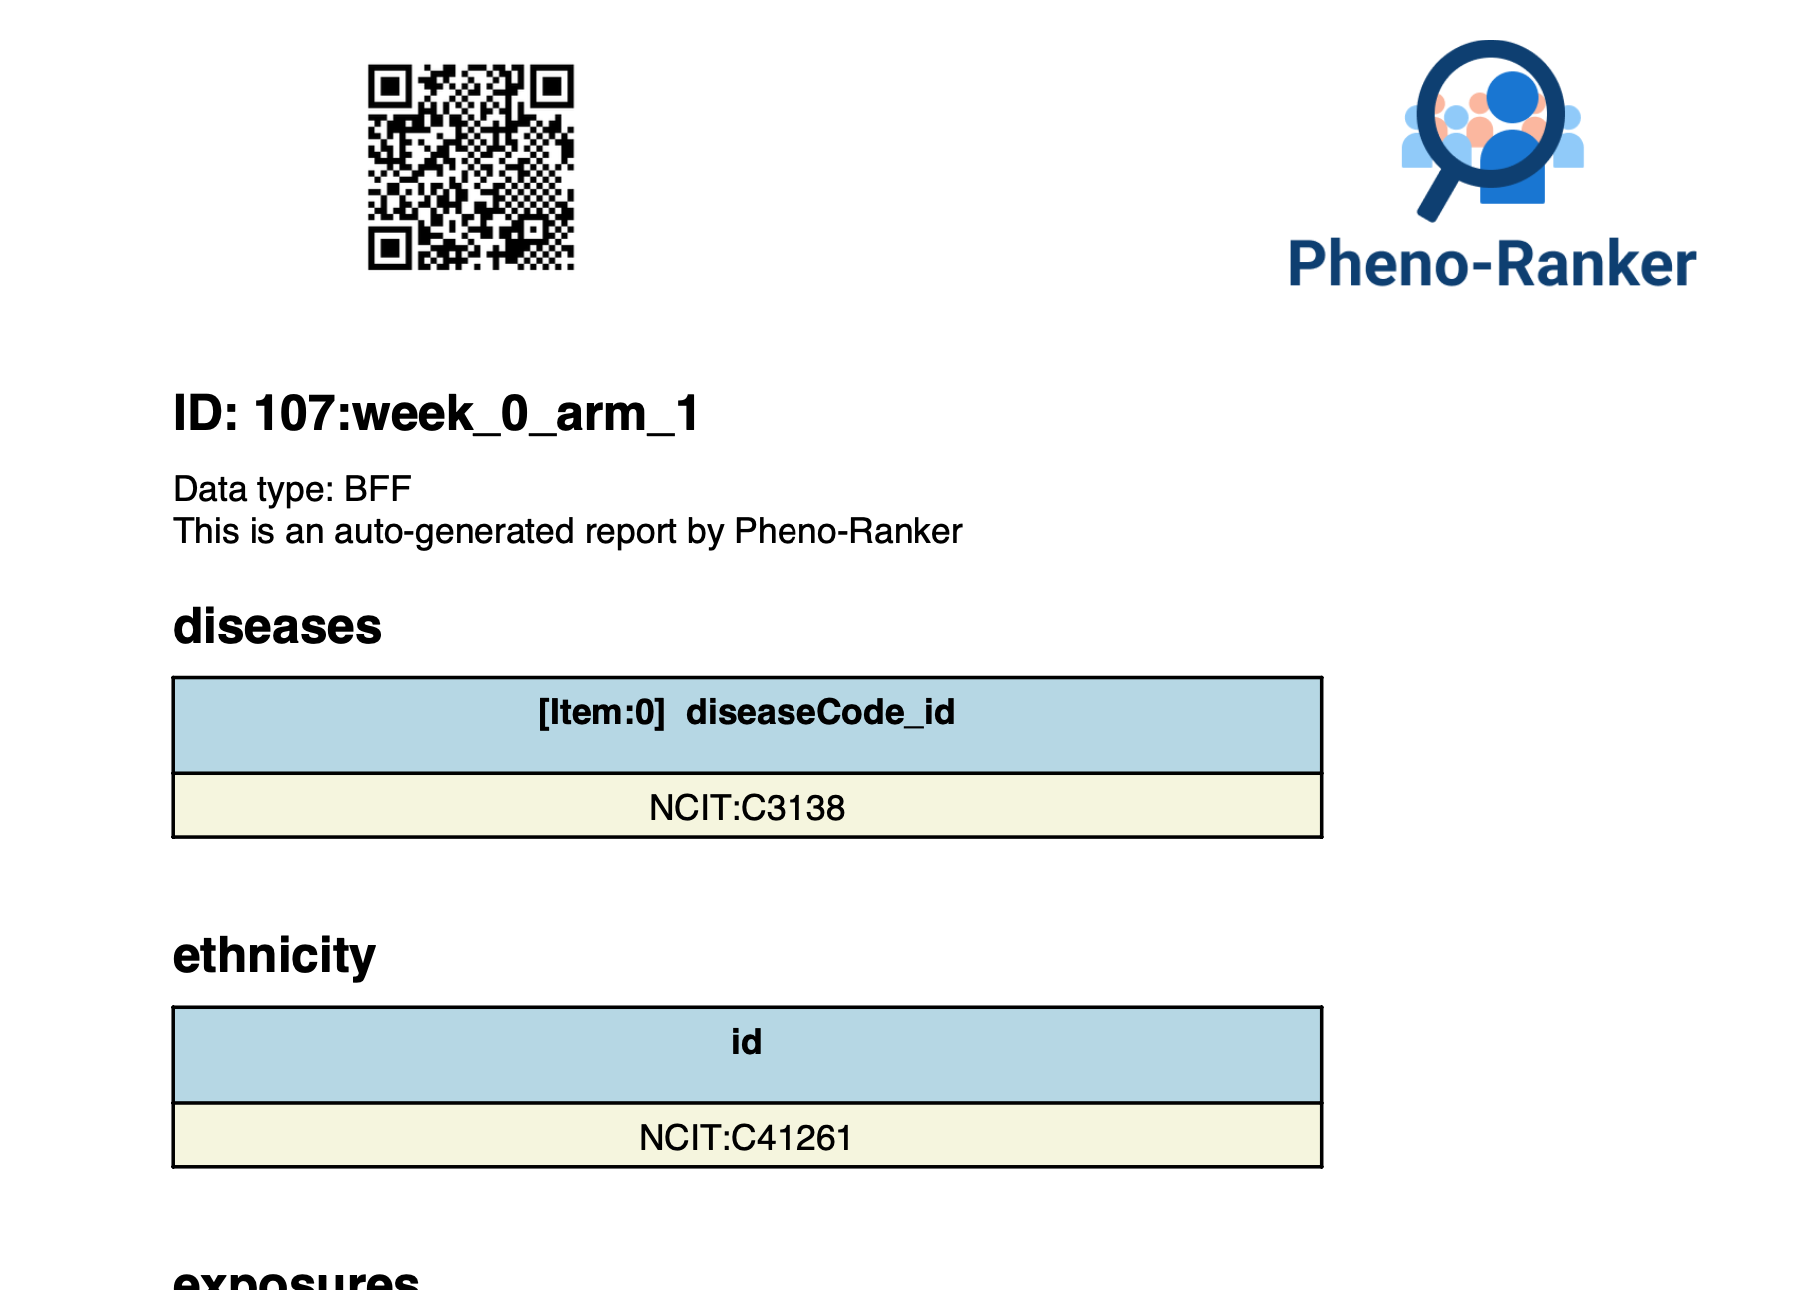 Pheno-Ranker
ID: 107:week_0_arm_1
Data type: BFF
This is an auto-generated report by Pheno-Ranker
diseases
[Item:0] diseaseCode_id
NCIT:C3138
ethnicity
id
NCIT:C41261
exposures